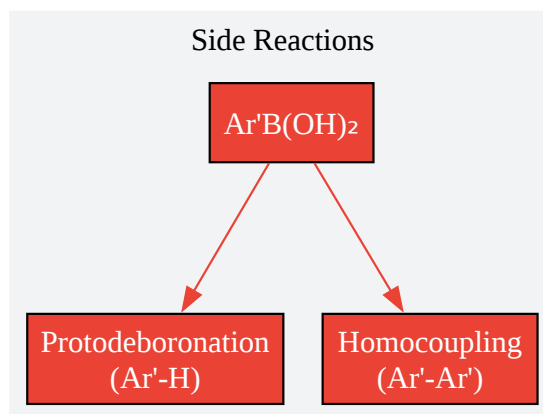 Side Reactions
Ar'B(OH)₂
Protodeboronation
(Ar'-H)
Homocoupling
(Ar'-Ar')